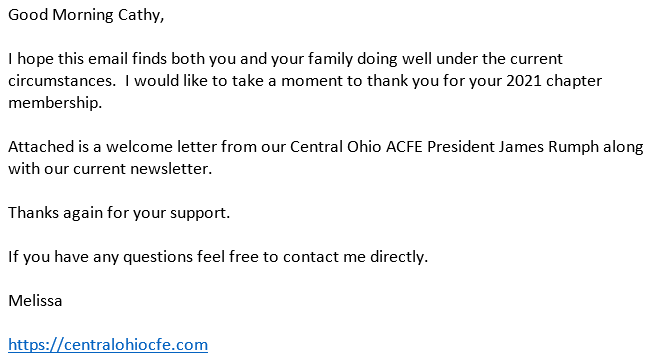 Good Morning Cathy,
I hope this email finds both you and your family doing well under the current
circumstances.  I would like to take a moment to thank you for your 2021 chapter
membership.
Attached is a welcome letter from our Central Ohio ACFE President James Rumph along
with our current newsletter.
Thanks again for your support.
If you have any questions feel free to contact me directly.
Melissa
https://centralohiocfe.com